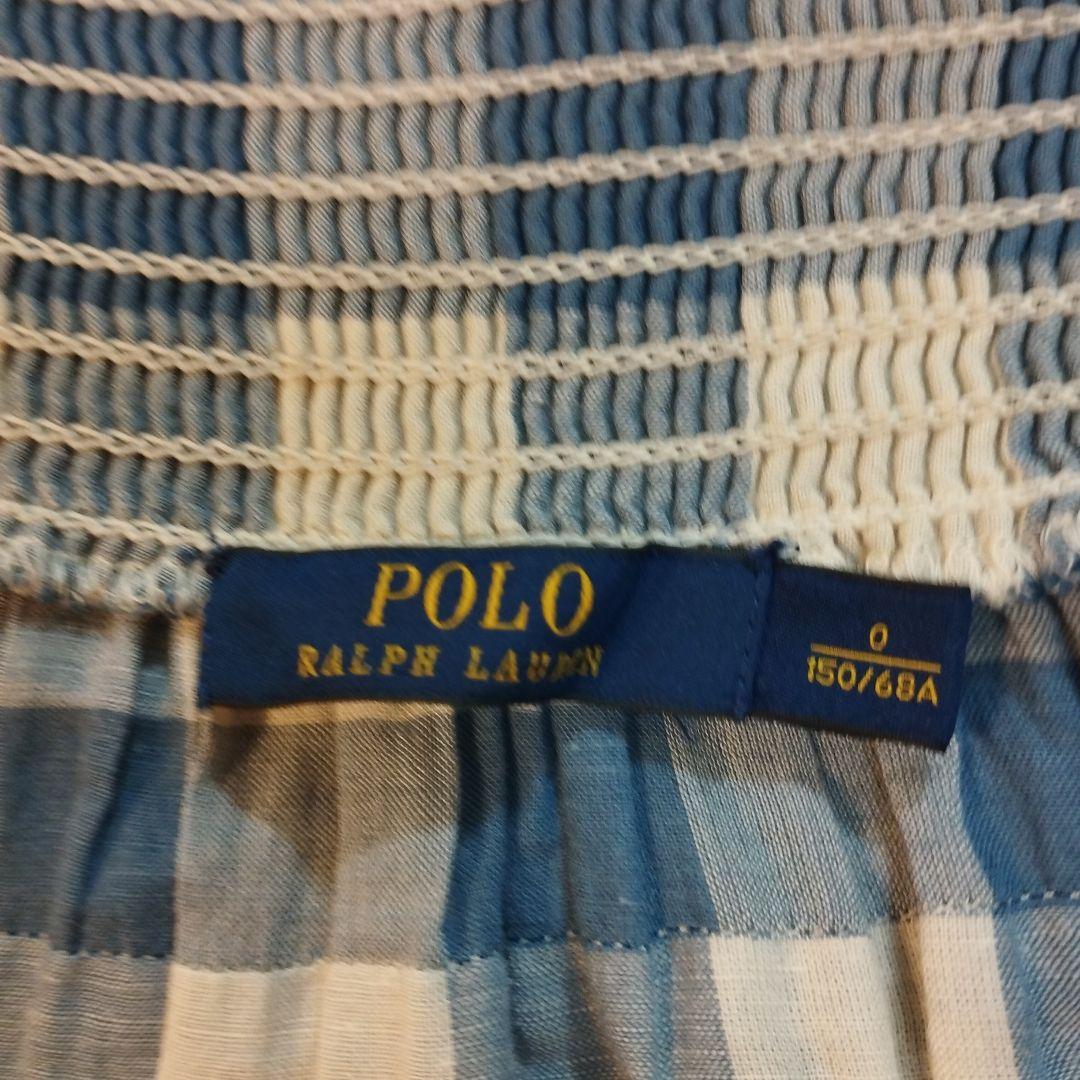 POLO
RALPH LAUREN
0
150/68A